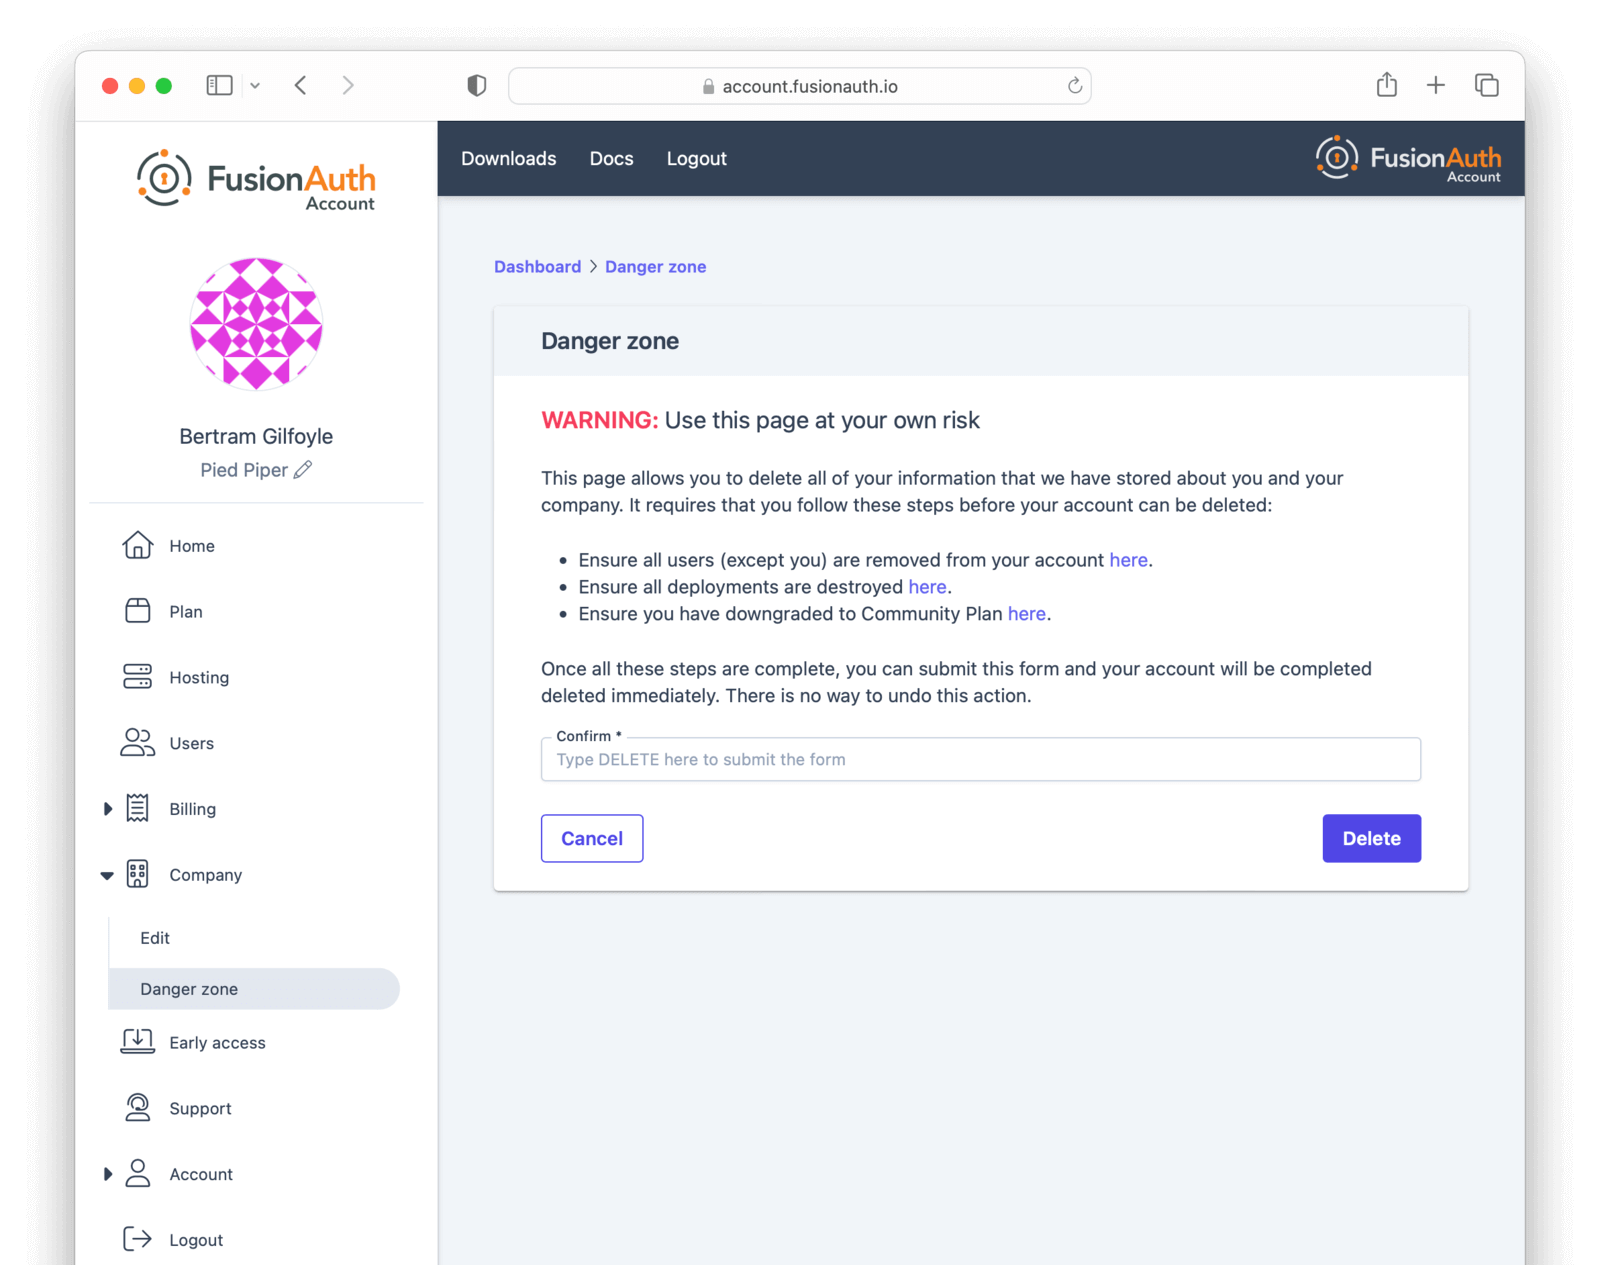 account.fusionauth.io
FusionAuth
Account
Bertram Gilfoyle
Pied Piper
Home
Plan
Hosting
Users
Billing
Company
Edit
Danger zone
Early access
Support
Account
Logout
Downloads Docs Logout
FusionAuth
Account
Dashboard > Danger zone
Danger zone
WARNING: Use this page at your own risk
This page allows you to delete all of your information that we have stored about you and your
company. It requires that you follow these steps before your account can be deleted:
• Ensure all users (except you) are removed from your account here.
• Ensure all deployments are destroyed here.
• Ensure you have downgraded to Community Plan here.
Once all these steps are complete, you can submit this form and your account will be completed
deleted immediately. There is no way to undo this action.
Confirm *
Type DELETE here to submit the form
Cancel Delete